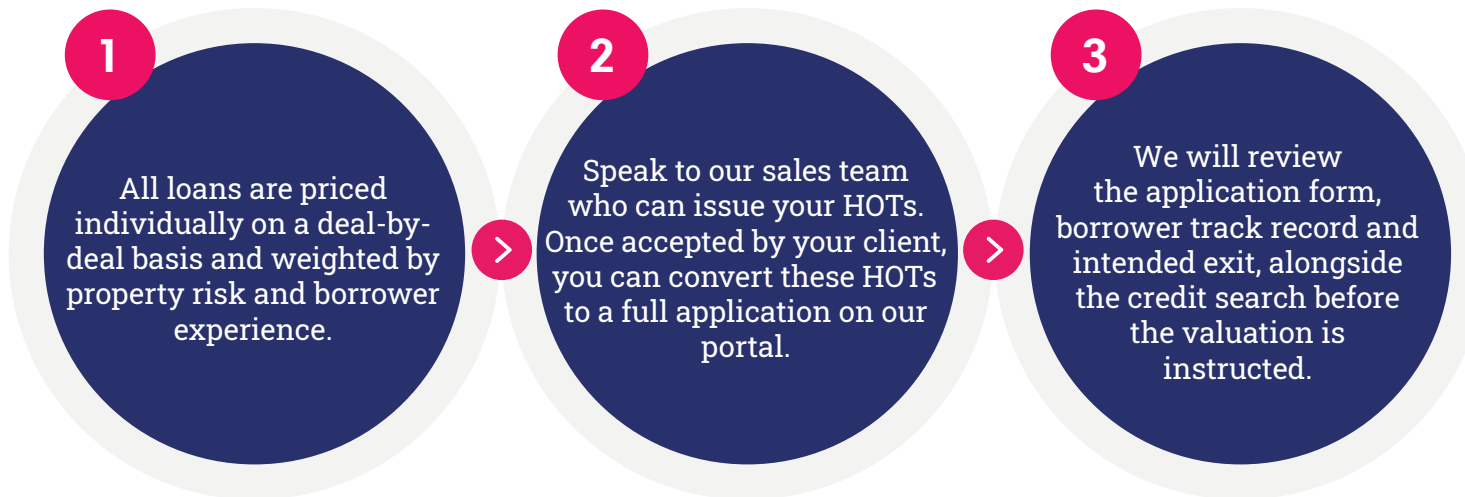 1
All loans are priced
individually on a deal-by-
deal basis and weighted by
property risk and borrower
experience.
2
Speak to our sales team
who can issue your HOTs.
Once accepted by your client,
you can convert these HOTs
to a full application on our
portal.
3
We will review
the application form,
borrower track record and
intended exit, alongside
the credit search before
the valuation is
instructed.